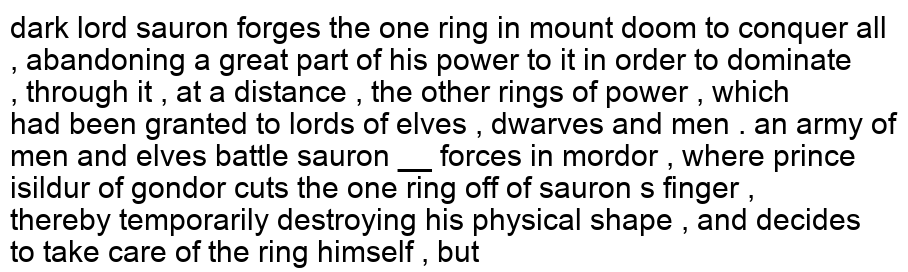 dark lord sauron forges the one ring in mount doom to conquer all
, abandoning a great part of his power to it in order to dominate
, through it , at a distance , the other rings of power , which
had been granted to lords of elves , dwarves and men . an army of
men and elves battle sauron __ forces in mordor , where prince
isildur of gondor cuts the one ring off of sauron s finger ,
thereby temporarily destroying his physical shape , and decides
to take care of the ring himself , but